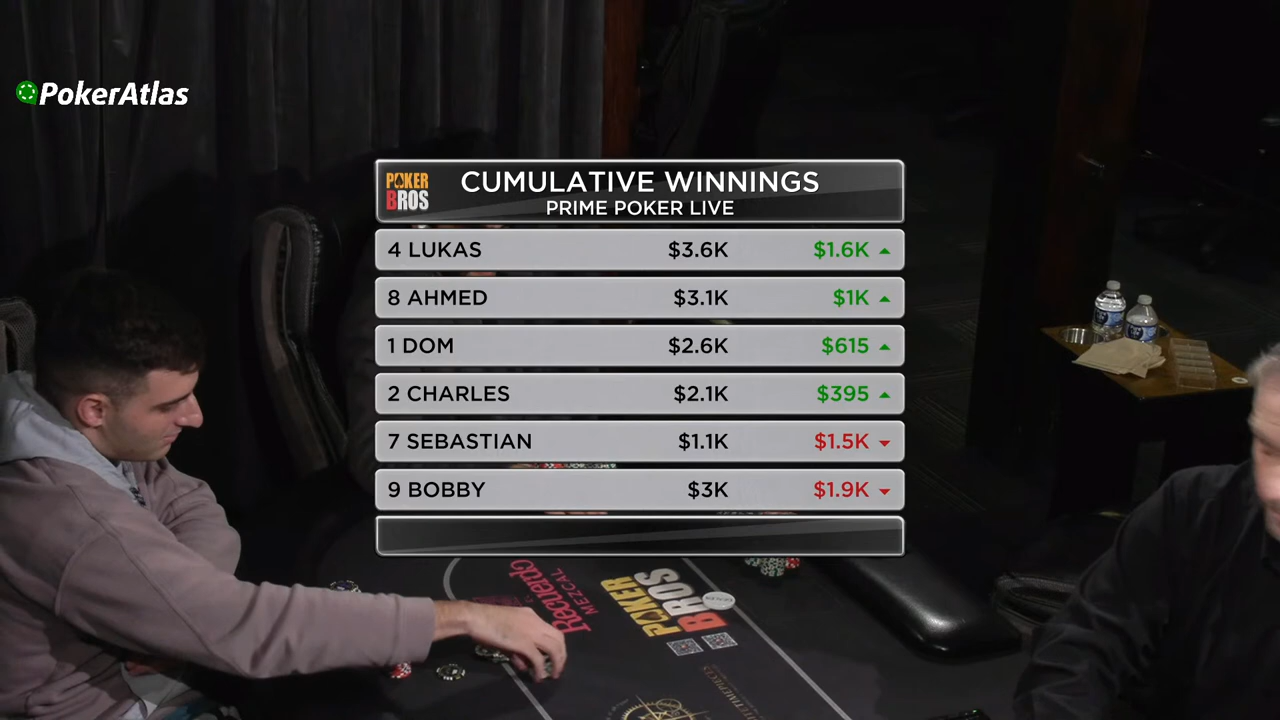 PokerAtlas
POKER
BROS
CUMULATIVE WINNINGS
PRIME POKER LIVE
4 LUKAS $3.6K $1.6K
8 AHMED $3.1K $1K
1 DOM $2.6K $615
2 CHARLES $2.1K $395
7 SEBASTIAN $1.1K $1.5K
9 BOBBY $3K $1.9K
Recuerdo
MEZCAL
POKER
BROS